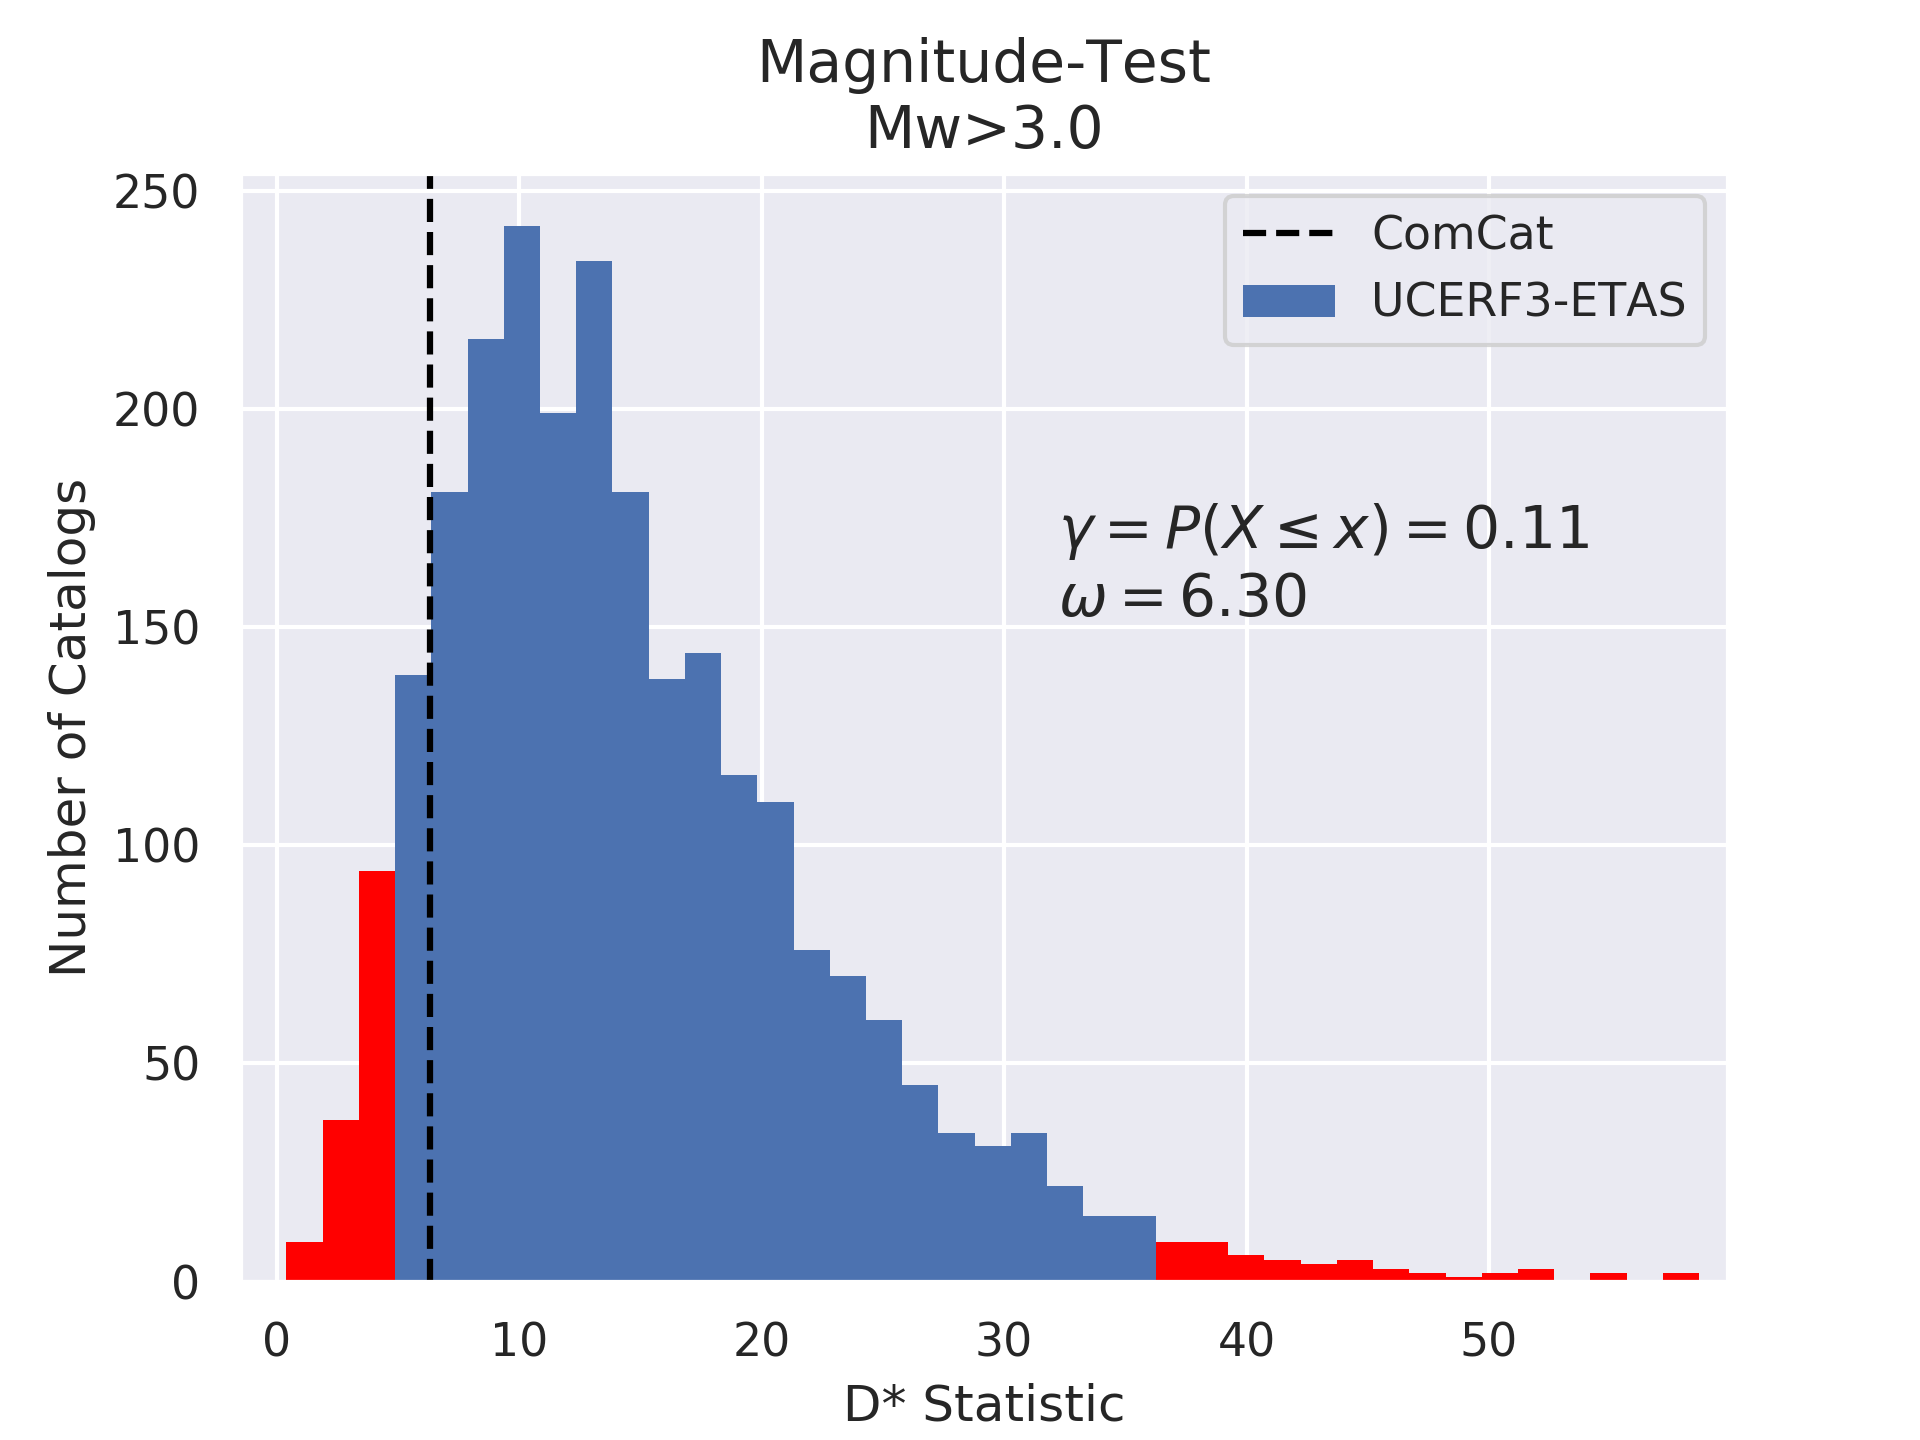 Magnitude-Test
Mw>3.0
250
200
150
100
50
0
Number of Catalogs
ComCat
UCERF3-ETAS
γ = P(X ≤ x) = 0.11
ω = 6.30
0 10 20 30 40 50
D* Statistic